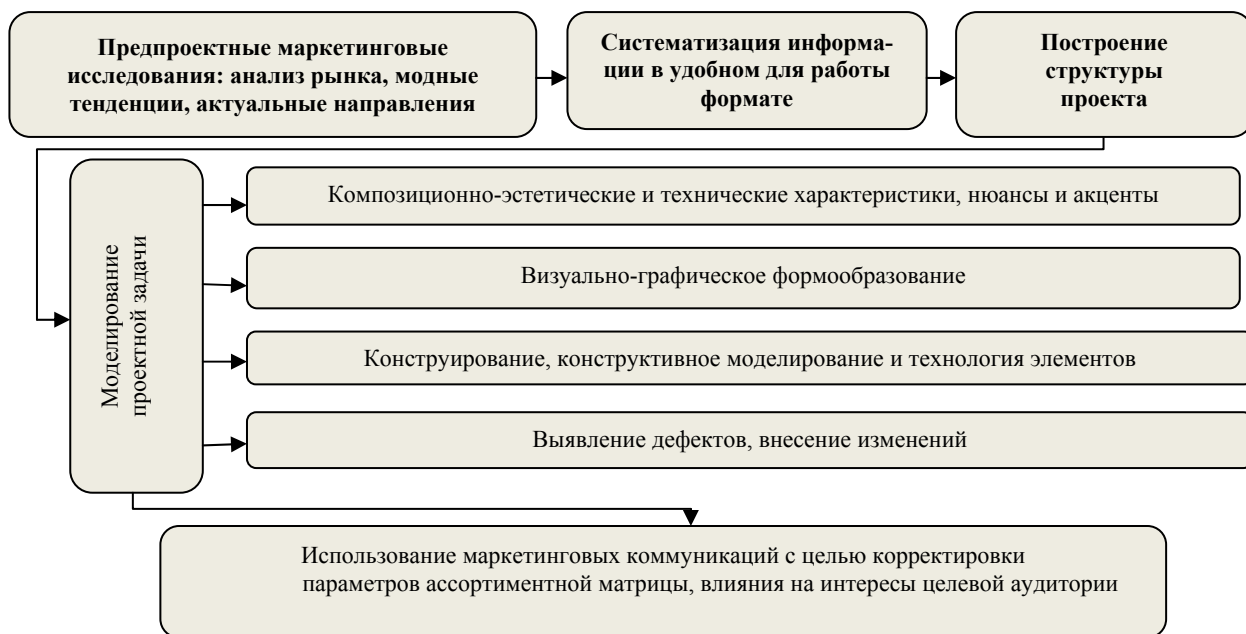 Предпроектные маркетинговые
исследования: анализ рынка, модные
тенденции, актуальные направления
Систематизация информа-
ции в удобном для работы
формате
Построение
структуры
проекта
Моделирование
проектной задачи
Композиционно-эстетические и технические характеристики, нюансы и акценты
Визуально-графическое формообразование
Конструирование, конструктивное моделирование и технология элементов
Выявление дефектов, внесение изменений
Использование маркетинговых коммуникаций с целью корректировки
параметров ассортиментной матрицы, влияния на интересы целевой аудитории